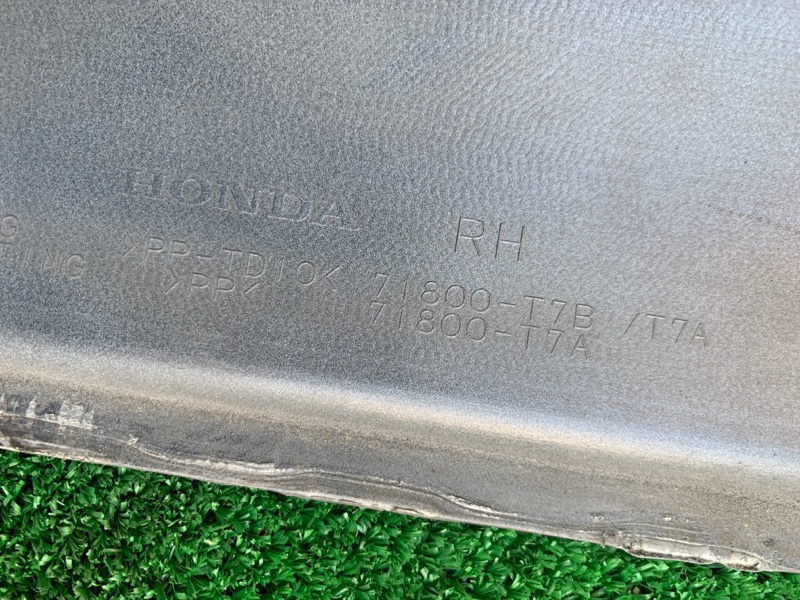 HONDA
RH
>PP-TD10< 71800-T7B /T7A
>PP< 71800-T7A